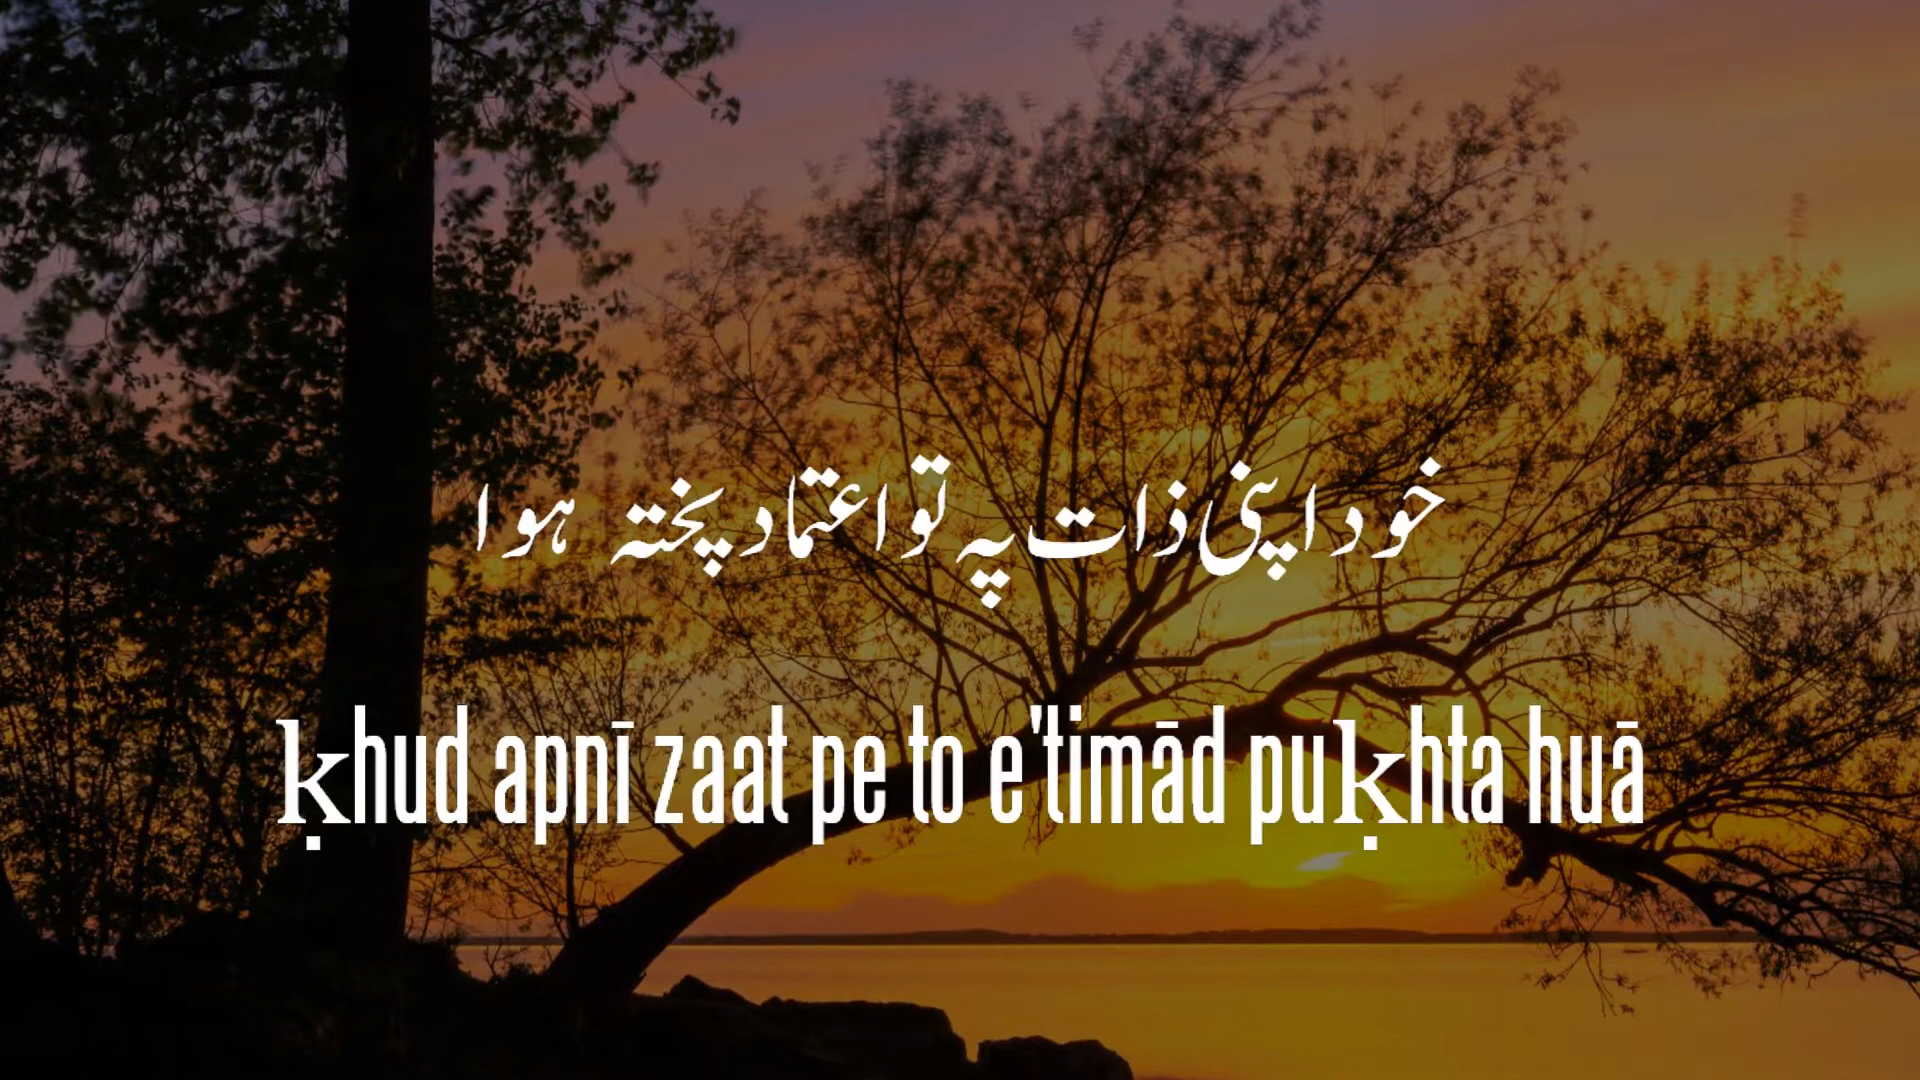 خود اپنی ذات پہ تو اعتماد پختہ ہوا
ḳhud apnī zaat pe to e'timād puḳhta huā